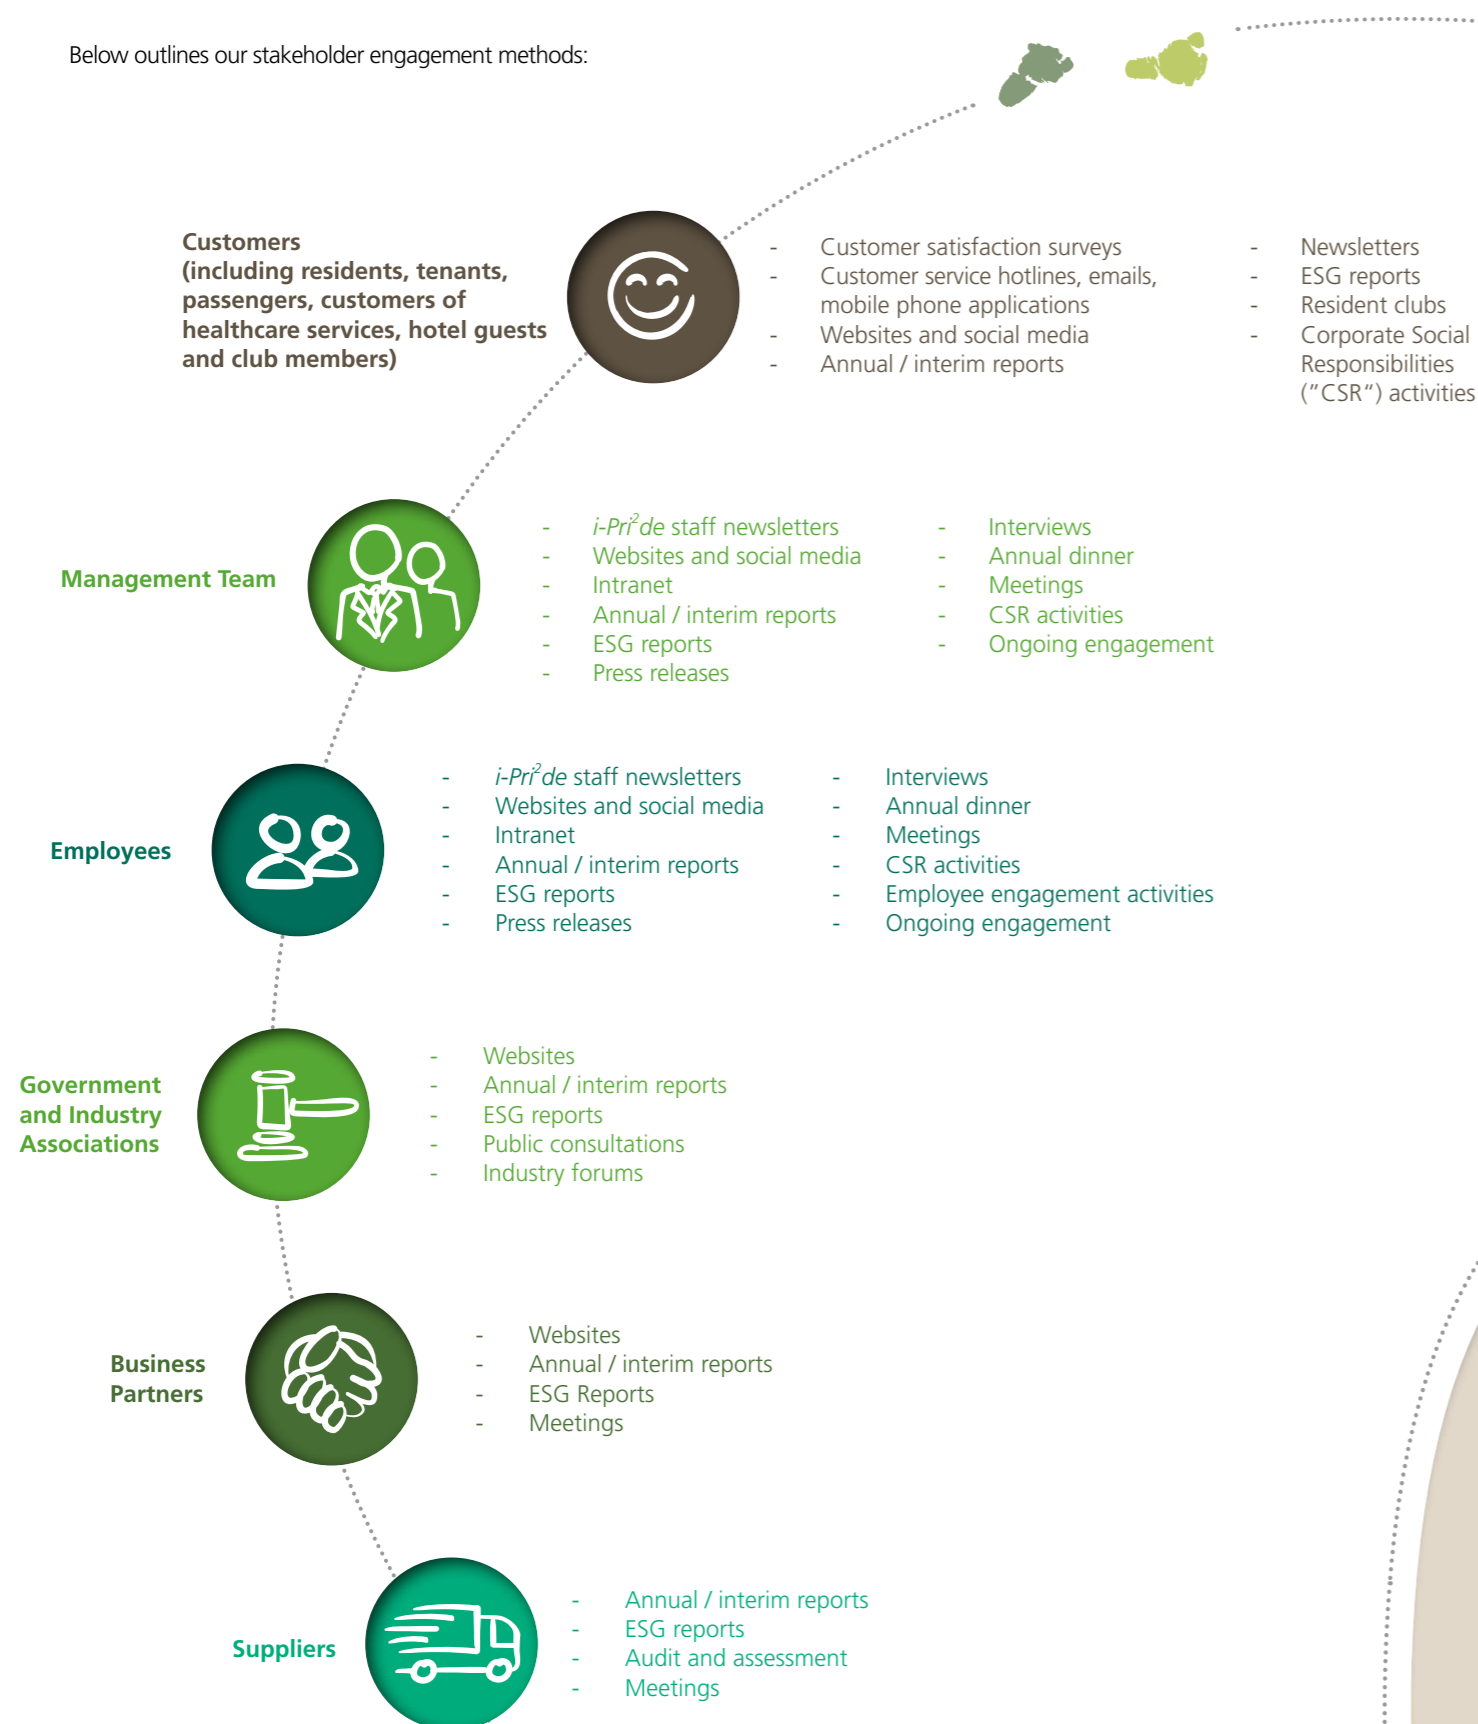 Below outlines our stakeholder engagement methods:
Customers
(including residents, tenants,
passengers, customers of
healthcare services, hotel guests
and club members)
- Customer satisfaction surveys
- Customer service hotlines, emails,
mobile phone applications
- Websites and social media
- Annual / interim reports
- Newsletters
- ESG reports
- Resident clubs
- Corporate Social
Responsibilities
("CSR") activities
Management Team
- i-Pri²de staff newsletters
- Websites and social media
- Intranet
- Annual / interim reports
- ESG reports
- Press releases
- Interviews
- Annual dinner
- Meetings
- CSR activities
- Ongoing engagement
Employees
- i-Pri²de staff newsletters
- Websites and social media
- Intranet
- Annual / interim reports
- ESG reports
- Press releases
- Interviews
- Annual dinner
- Meetings
- CSR activities
- Employee engagement activities
- Ongoing engagement
Government
and Industry
Associations
- Websites
- Annual / interim reports
- ESG reports
- Public consultations
- Industry forums
Business
Partners
- Websites
- Annual / interim reports
- ESG Reports
- Meetings
Suppliers
- Annual / interim reports
- ESG reports
- Audit and assessment
- Meetings